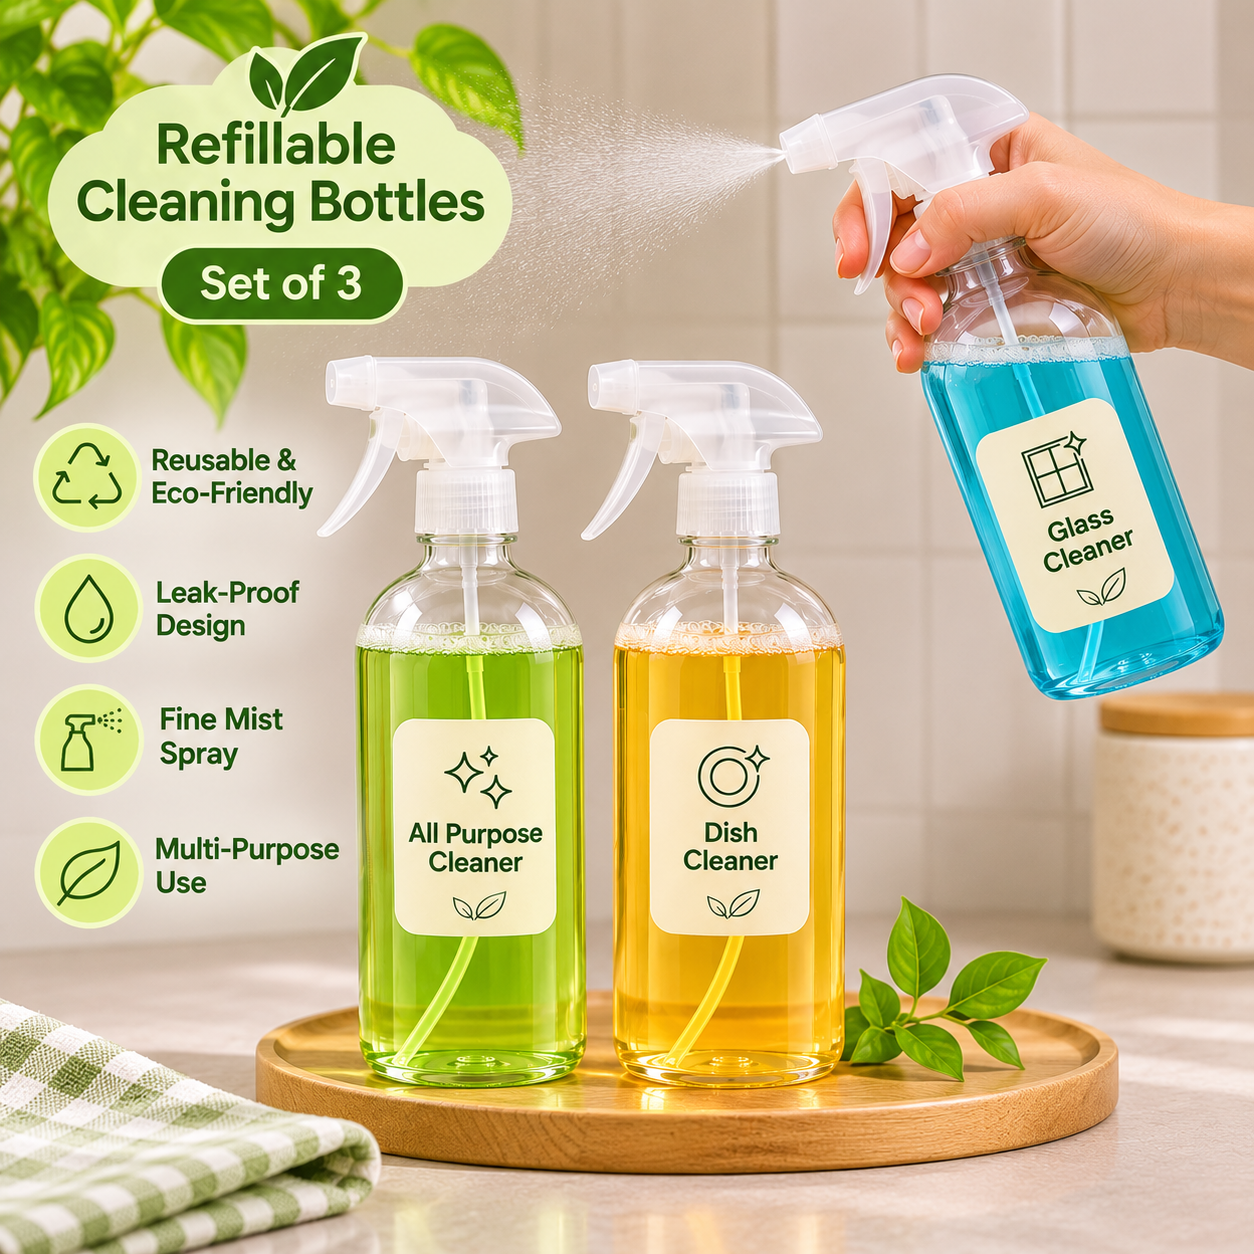 Refillable
Cleaning Bottles
Set of 3
Reusable &
Eco-Friendly
Leak-Proof
Design
Fine Mist
Spray
Multi-Purpose
Use
All Purpose
Cleaner
Dish
Cleaner
Glass
Cleaner